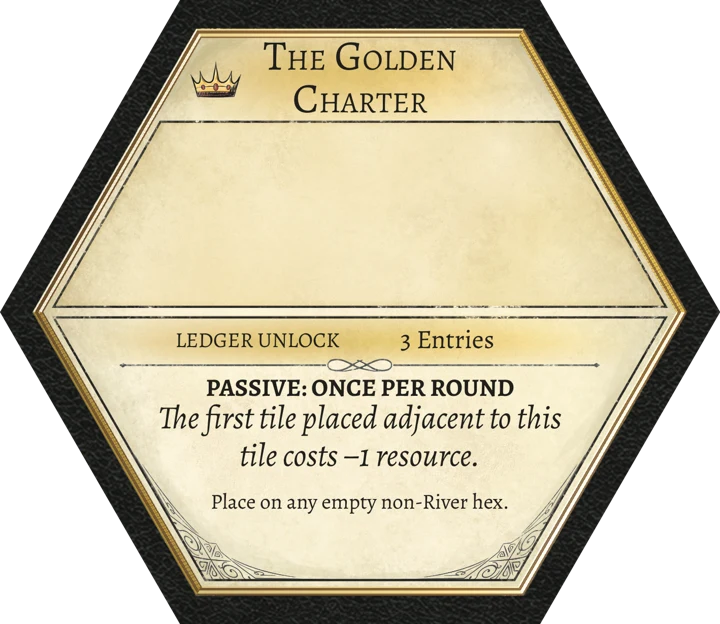 The Golden
Charter
LEDGER UNLOCK 3 Entries
PASSIVE: ONCE PER ROUND
The first tile placed adjacent to this
tile costs –1 resource.
Place on any empty non-River hex.